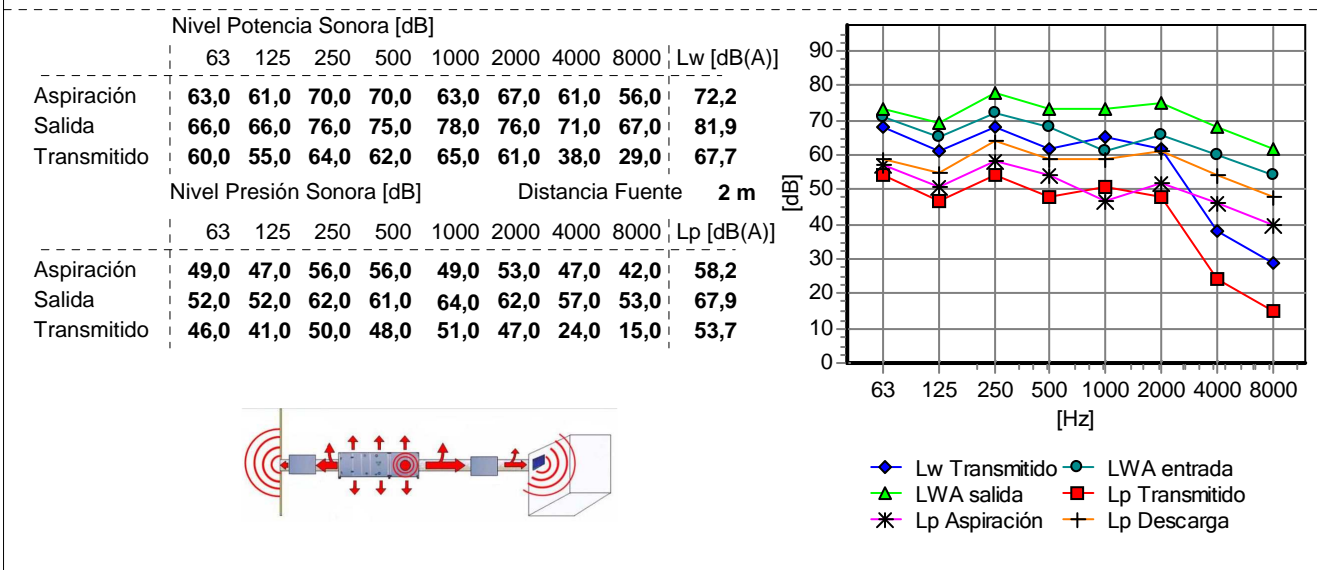 Nivel Potencia Sonora [dB]
63 125 250 500 1000 2000 4000 8000 Lw [dB(A)]
Aspiración 63,0 61,0 70,0 70,0 63,0 67,0 61,0 56,0 72,2
Salida 66,0 66,0 76,0 75,0 78,0 76,0 71,0 67,0 81,9
Transmitido 60,0 55,0 64,0 62,0 65,0 61,0 38,0 29,0 67,7
Nivel Presión Sonora [dB] Distancia Fuente 2 m
63 125 250 500 1000 2000 4000 8000 Lp [dB(A)]
Aspiración 49,0 47,0 56,0 56,0 49,0 53,0 47,0 42,0 58,2
Salida 52,0 52,0 62,0 61,0 64,0 62,0 57,0 53,0 67,9
Transmitido 46,0 41,0 50,0 48,0 51,0 47,0 24,0 15,0 53,7
90
80
70
60
50
40
30
20
10
0
[dB]
63 125 250 500 1000 2000 4000 8000
[Hz]
Lw Transmitido LWA entrada
LWA salida Lp Transmitido
Lp Aspiración Lp Descarga